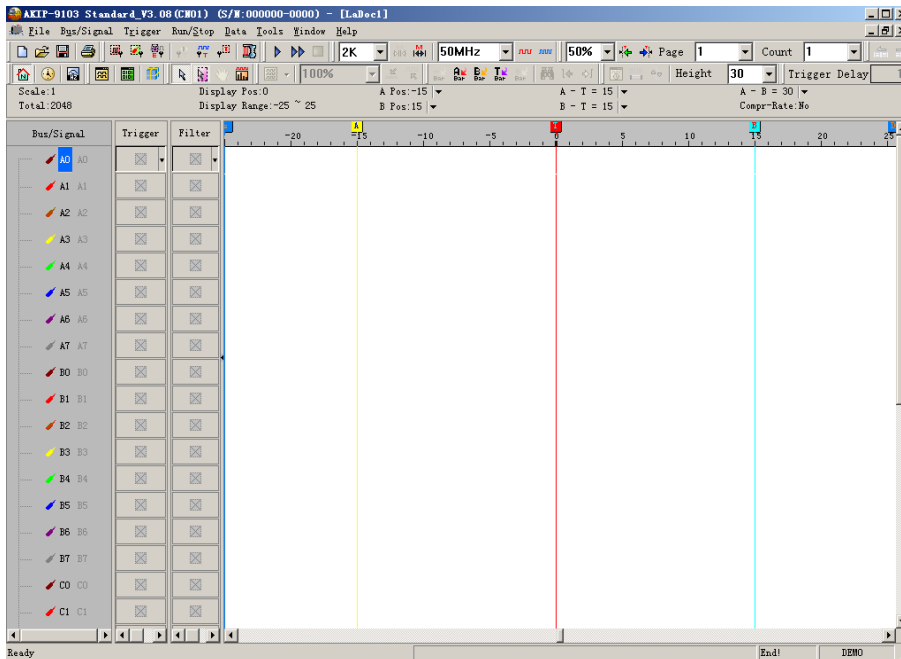 AKIP-9103 Standard_V3.08(CN01) (S/N:000000-0000) - [LaDoc1]
File Bus/Signal Trigger Run/Stop Data Tools Window Help
2K 50MHz 50% Page 1 Count 1
100% Bar Bar Bar Bar Height 30 Trigger Delay
Scale:1 Display Pos:0 A Pos:-15 A - T = 15 A - B = 30
Total:2048 Display Range:-25 ~ 25 B Pos:15 B - T = 15 Compr-Rate:No
Bus/Signal Trigger Filter A T B
-20 -15 -10 -5 0 5 10 15 20 25
A0 A0
A1 A1
A2 A2
A3 A3
A4 A4
A5 A5
A6 A6
A7 A7
B0 B0
B1 B1
B2 B2
B3 B3
B4 B4
B5 B5
B6 B6
B7 B7
C0 C0
C1 C1
Ready End! DEMO